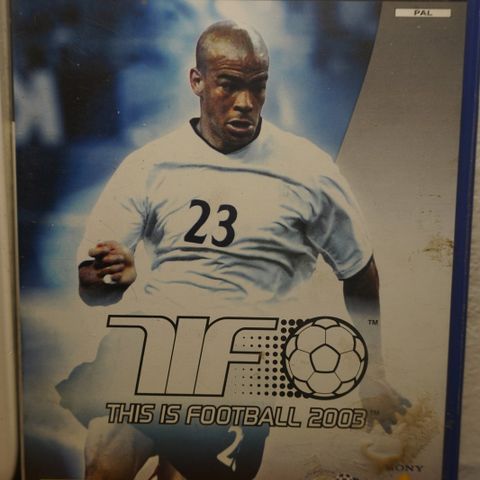 PAL
23
TIF
TM
THIS IS FOOTBALL 2003
TM
2
SONY